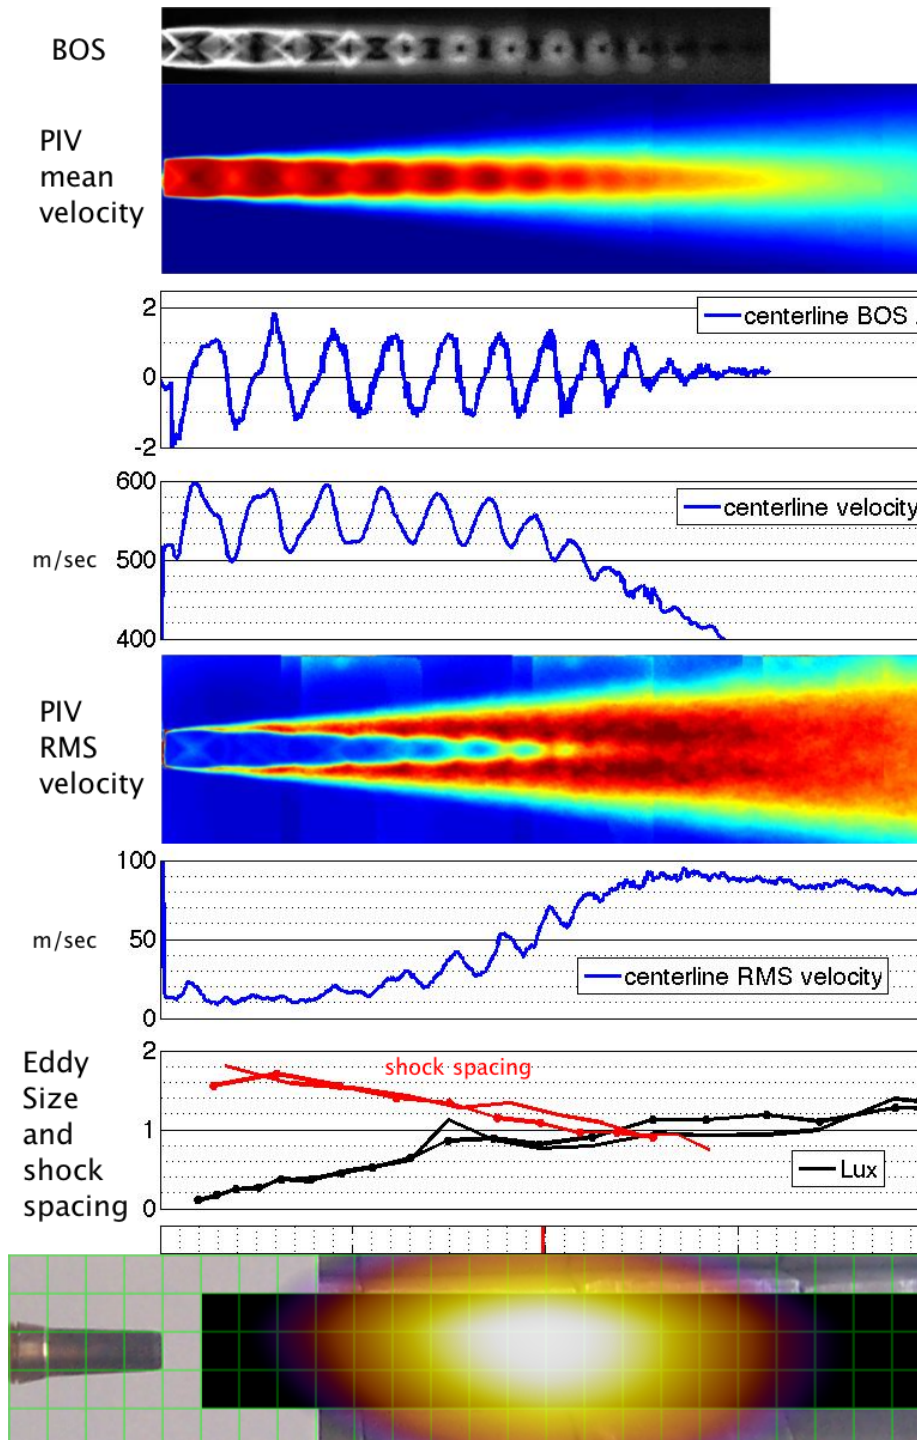 BOS
PIV
mean
velocity
2
0
-2
centerline BOS
600
500
400
m/sec
centerline velocity
PIV
RMS
velocity
100
50
0
m/sec
centerline RMS velocity
Eddy
Size
and
shock
spacing
2
1
0
shock spacing
Lux